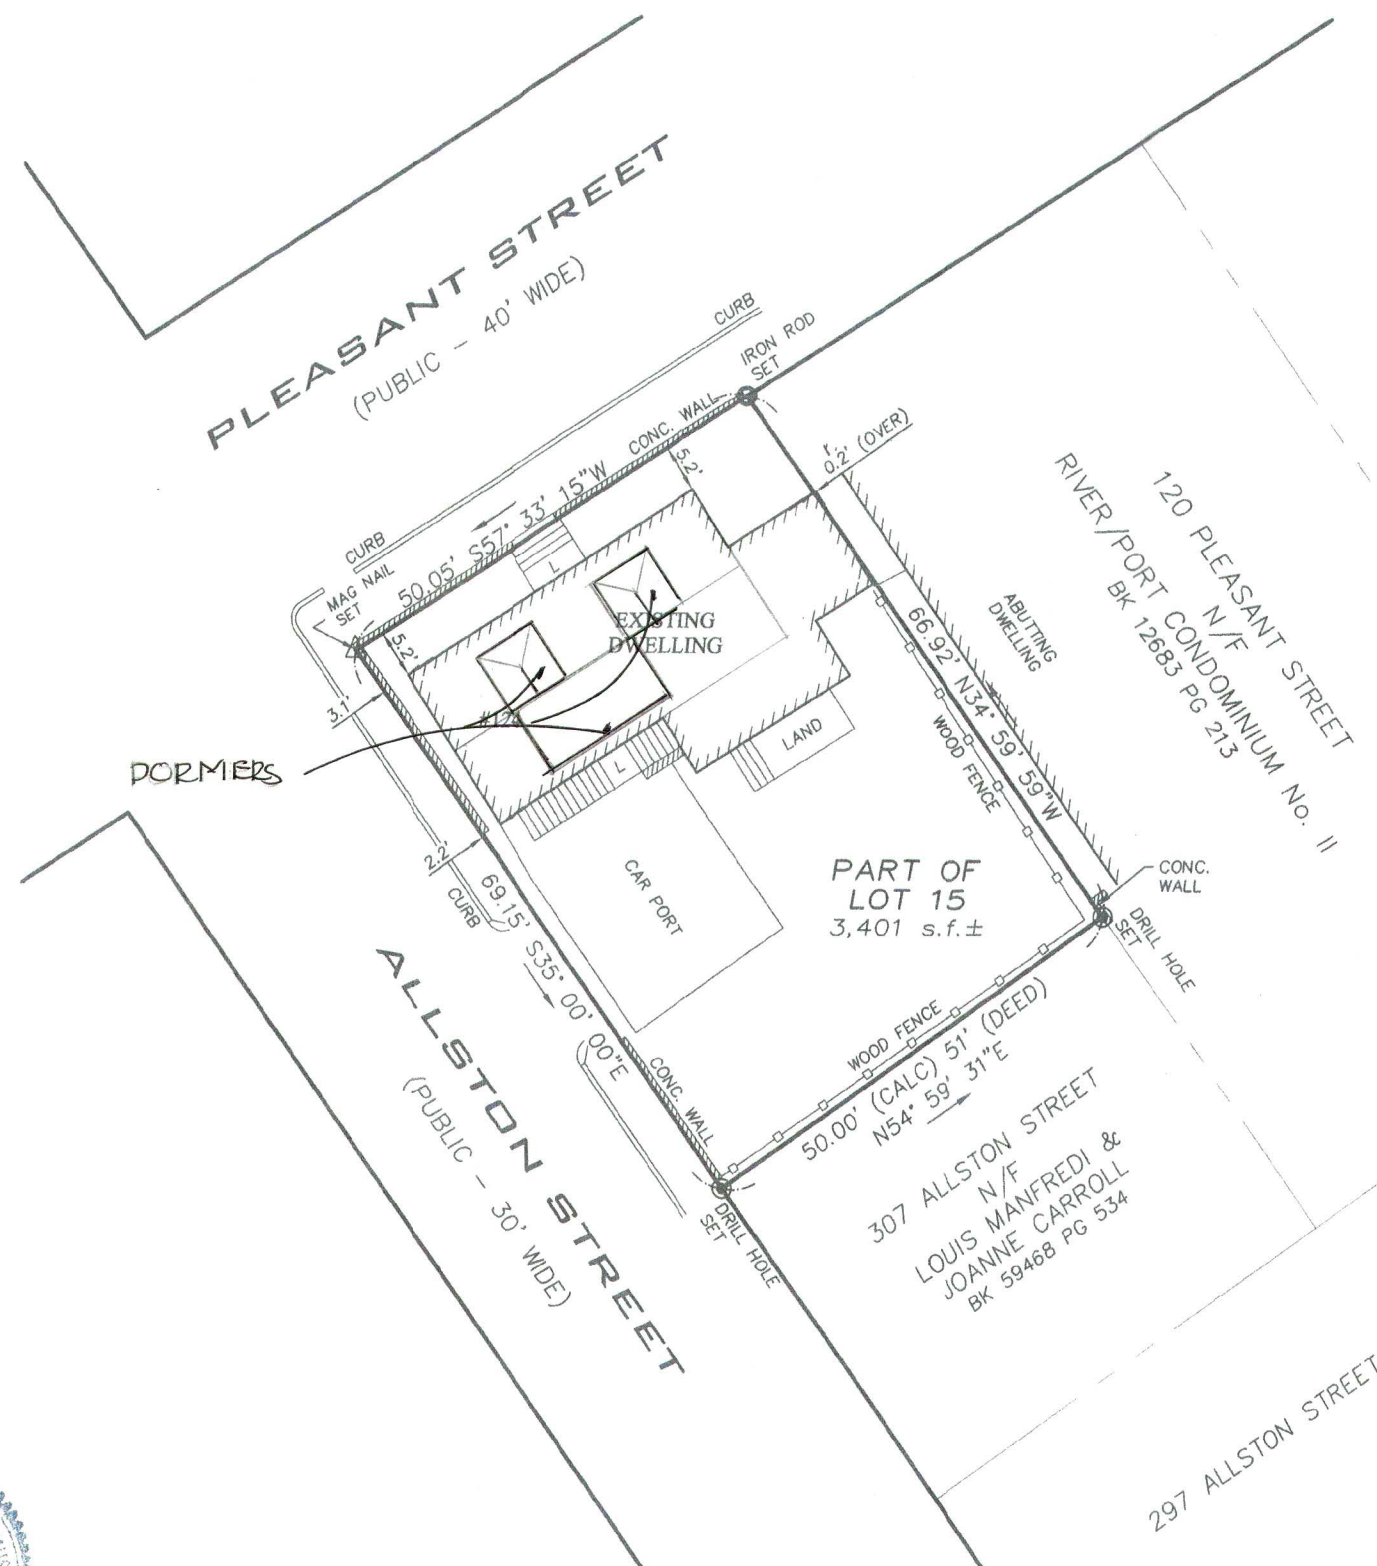 PLEASANT STREET
(PUBLIC – 40' WIDE)
CURB
IRON ROD
SET
CONC. WALL
5.2'
0.2' (OVER)
50.05' S57° 33' 15"W
CURB
MAG NAIL
SET
5.2'
3.1'
L
EXISTING
DWELLING
DORMERS
L
LAND
2.2'
CURB
CAR PORT
66.92' N34° 59' 59"W
WOOD FENCE
ABUTTING
DWELLING
120 PLEASANT STREET
N/F
RIVER/PORT CONDOMINIUM No. II
BK 12683 PG 213
PART OF
LOT 15
3,401 s.f.±
CONC.
WALL
DRILL HOLE
SET
69.15' S35° 00' 00"E
ALLSTON STREET
(PUBLIC – 30' WIDE)
CONC. WALL
WOOD FENCE
50.00' (CALC) 51' (DEED)
N54° 59' 31"E
DRILL HOLE
SET
307 ALLSTON STREET
N/F
LOUIS MANFREDI &
JOANNE CARROLL
BK 59468 PG 534
297 ALLSTON STREET